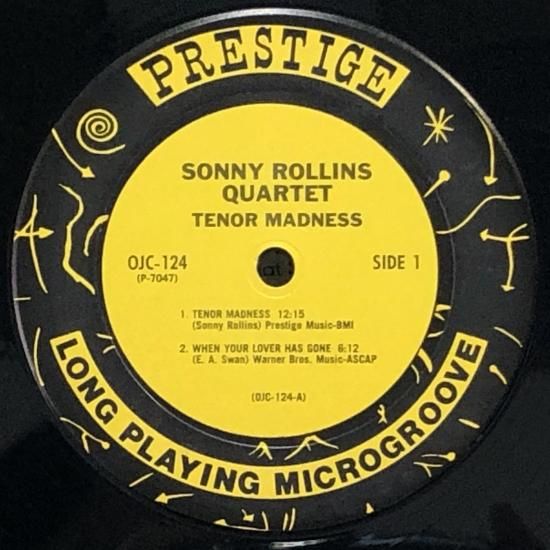 PRESTIGE
SONNY ROLLINS
QUARTET
TENOR MADNESS
OJC-124
(P-7047)
SIDE 1
1. TENOR MADNESS 12:15
(Sonny Rollins) Prestige Music-BMI
2. WHEN YOUR LOVER HAS GONE 6:12
(E. A. Swan) Warner Bros. Music-ASCAP
(OJC-124-A)
LONG PLAYING MICROGROOVE